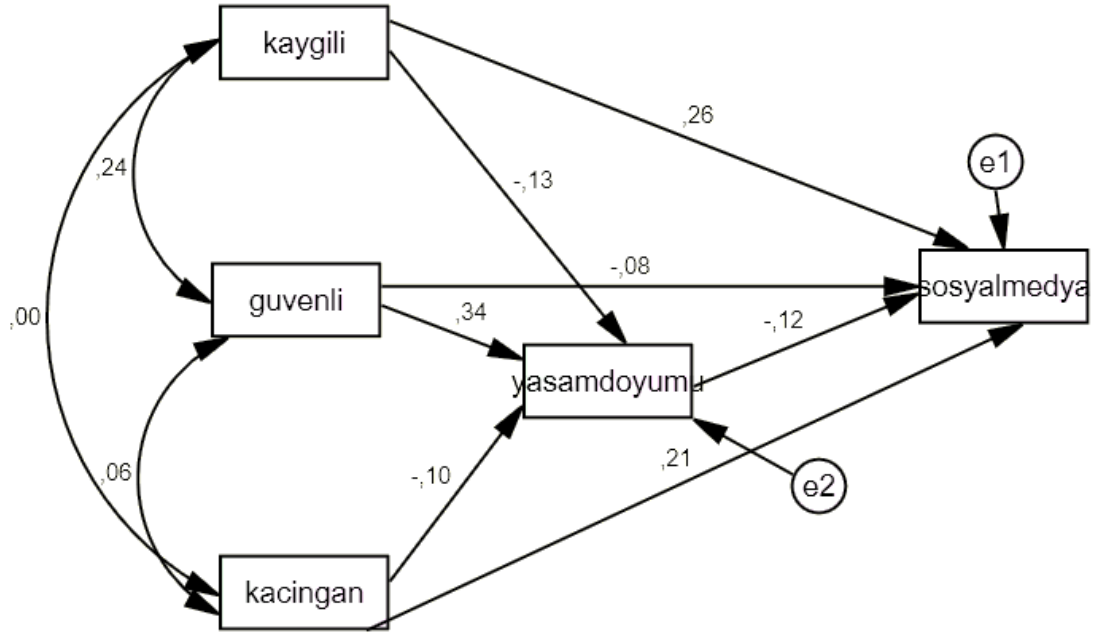 kaygili
,26
e1
,24
-,13
guvenli
-,08
sosyalmedya
,00
,34
-,12
yasamdoyumu
,06
-,10
,21
e2
kacingan